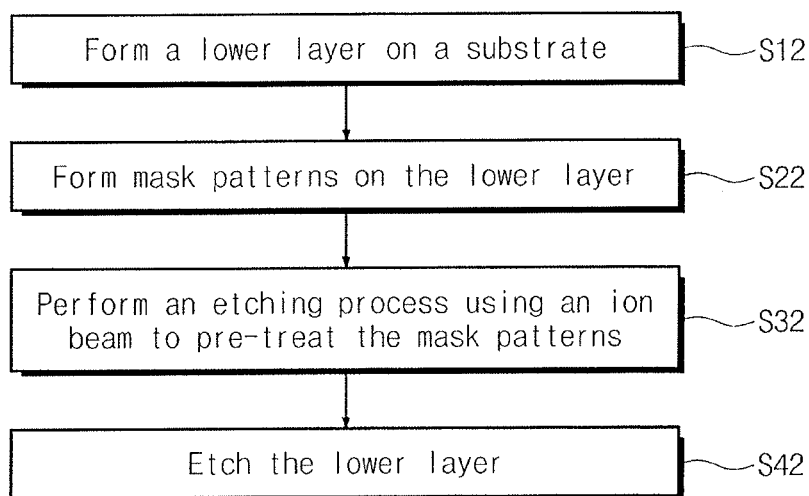 Form a lower layer on a substrate
S12
Form mask patterns on the lower layer
S22
Perform an etching process using an ion
beam to pre-treat the mask patterns
S32
Etch the lower layer
S42